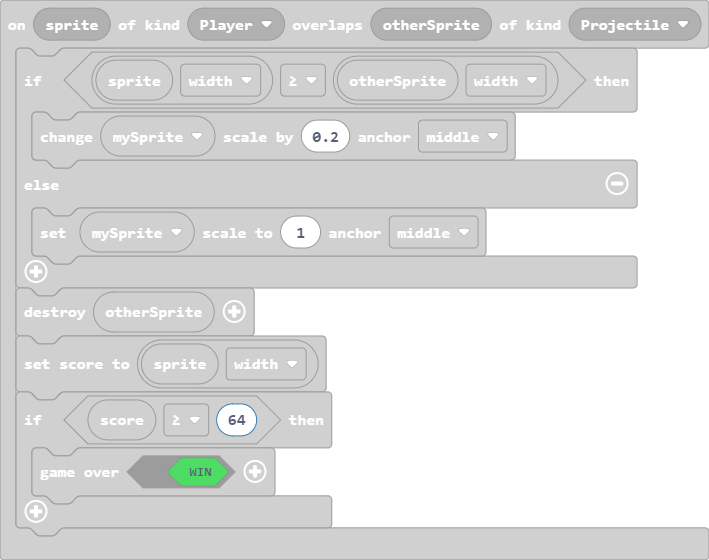 on sprite of kind Player overlaps otherSprite of kind Projectile
if sprite width ≥ otherSprite width then
change mySprite scale by 0.2 anchor middle
else
set mySprite scale to 1 anchor middle
destroy otherSprite
set score to sprite width
if score ≥ 64 then
game over WIN